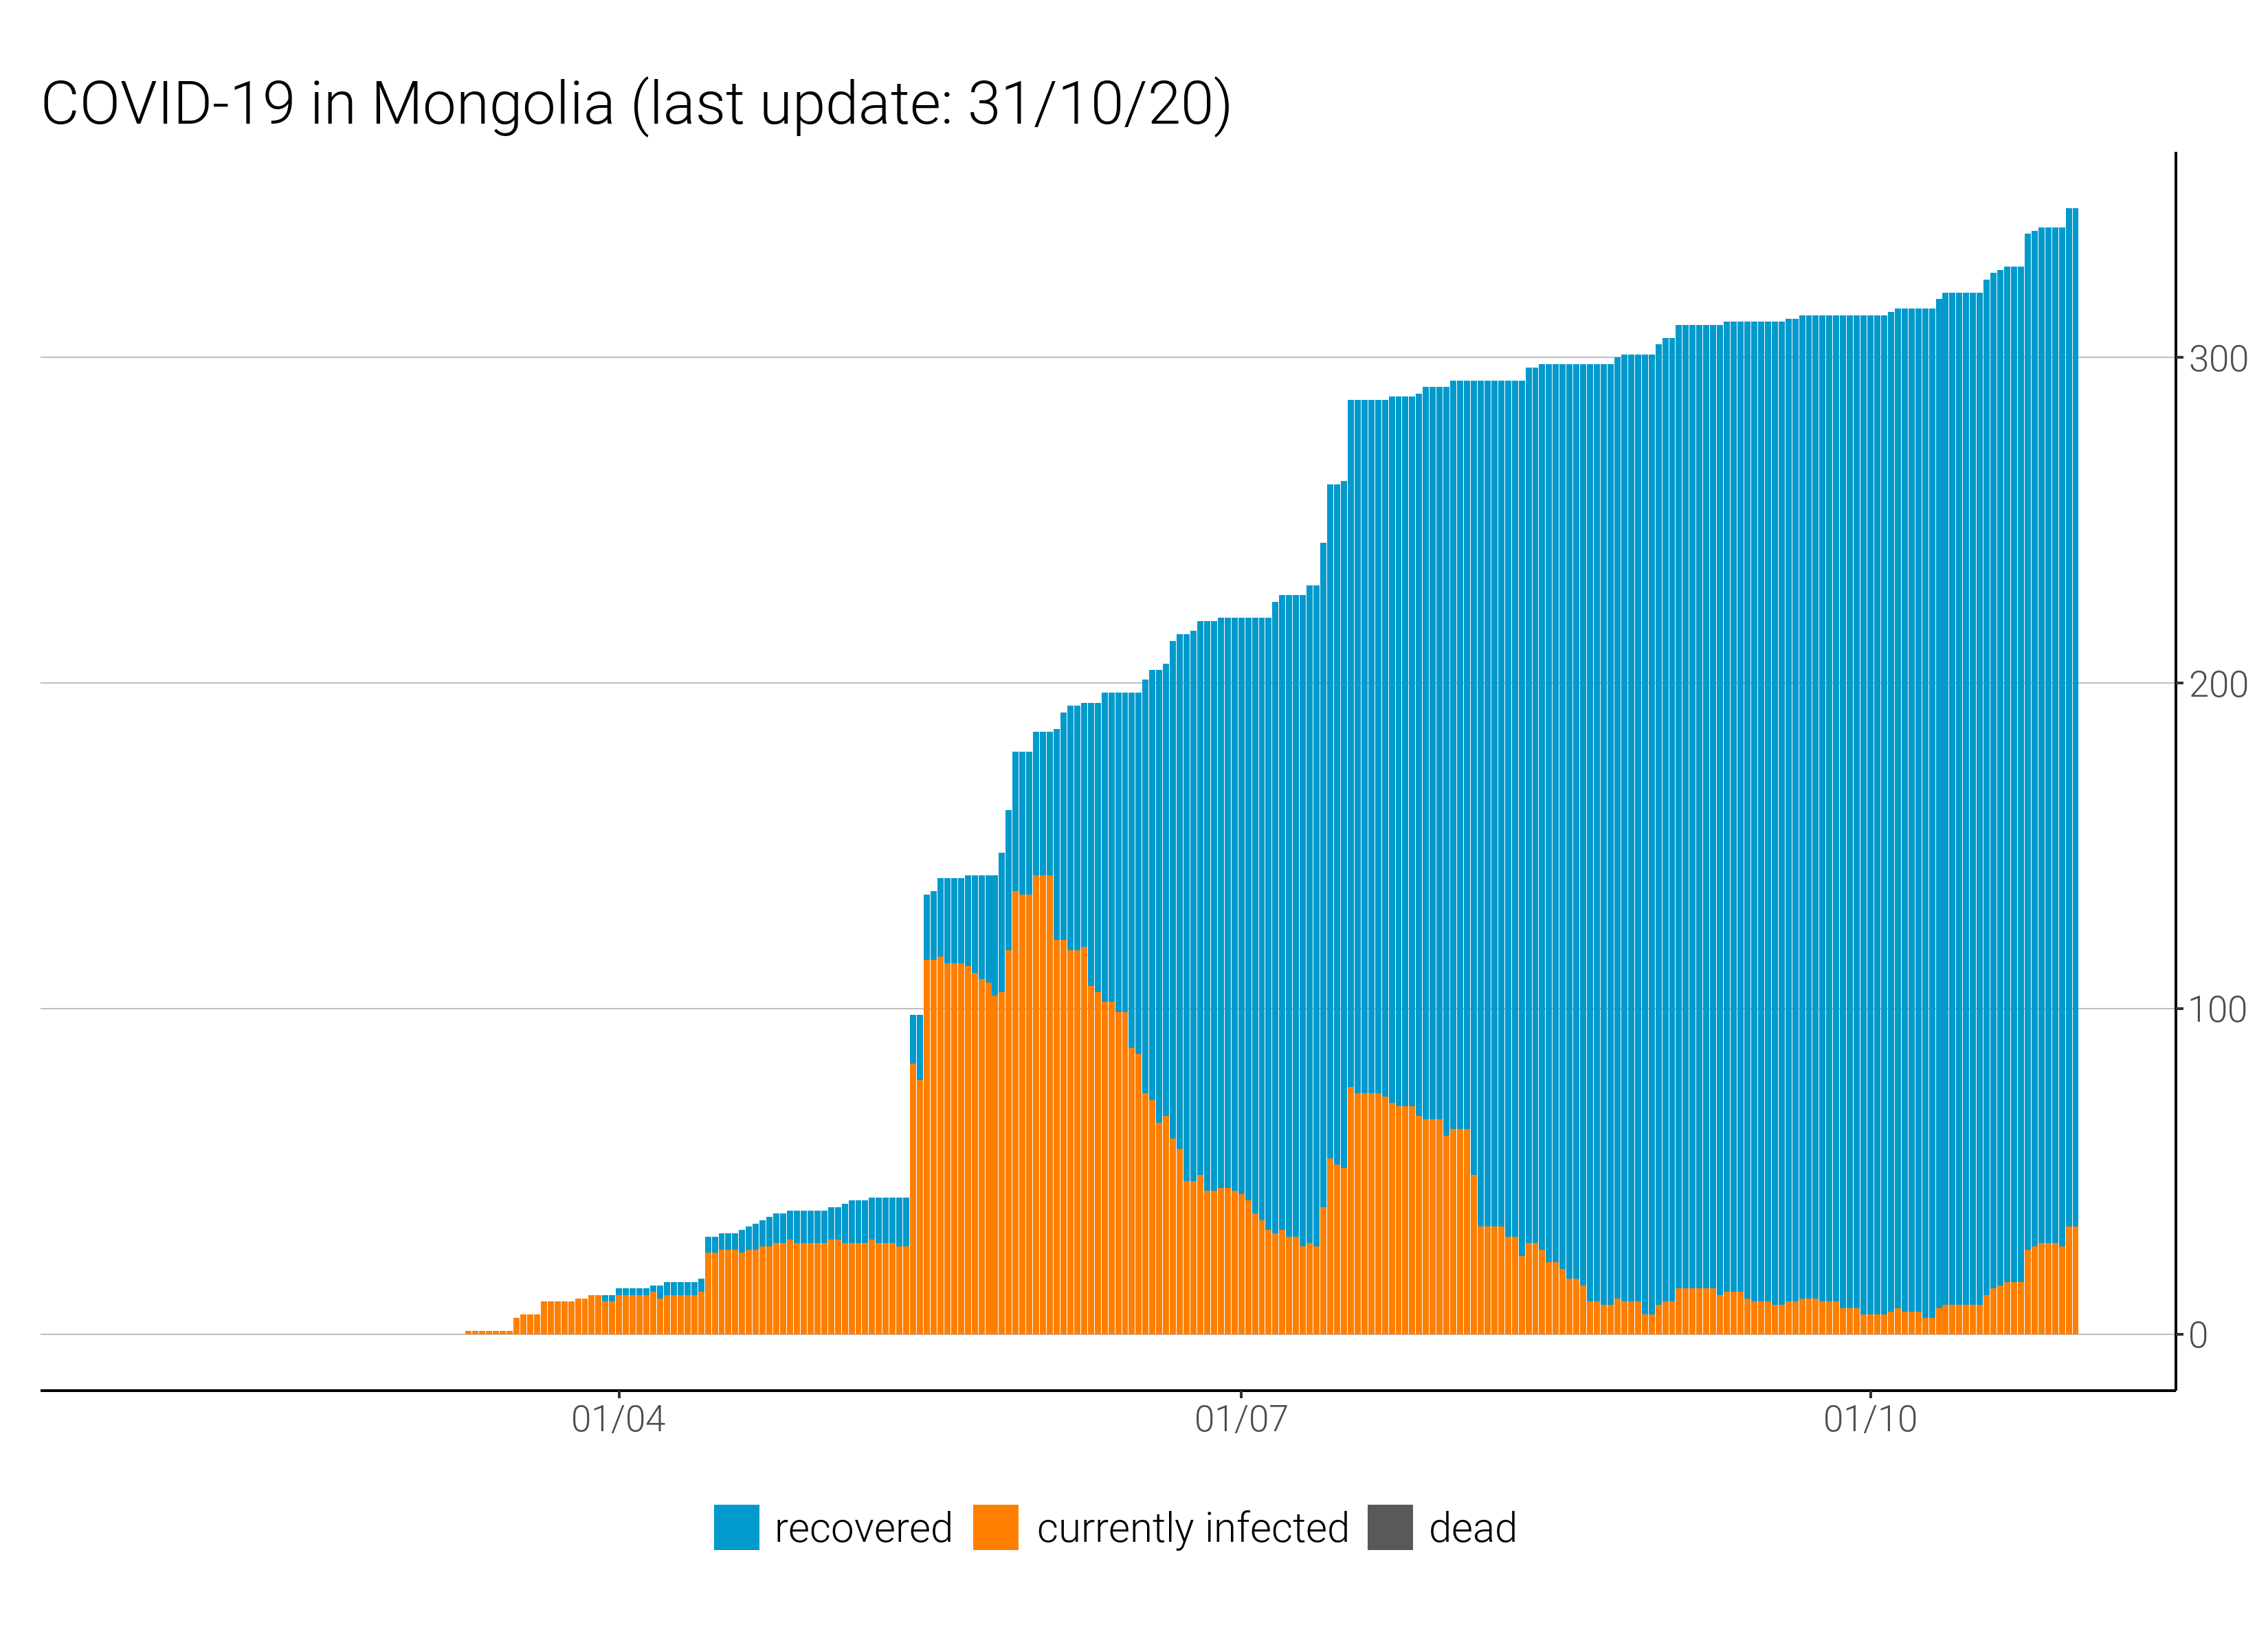 COVID-19 in Mongolia (last update: 31/10/20)
300
200
100
0
01/04 01/07 01/10
recovered currently infected dead